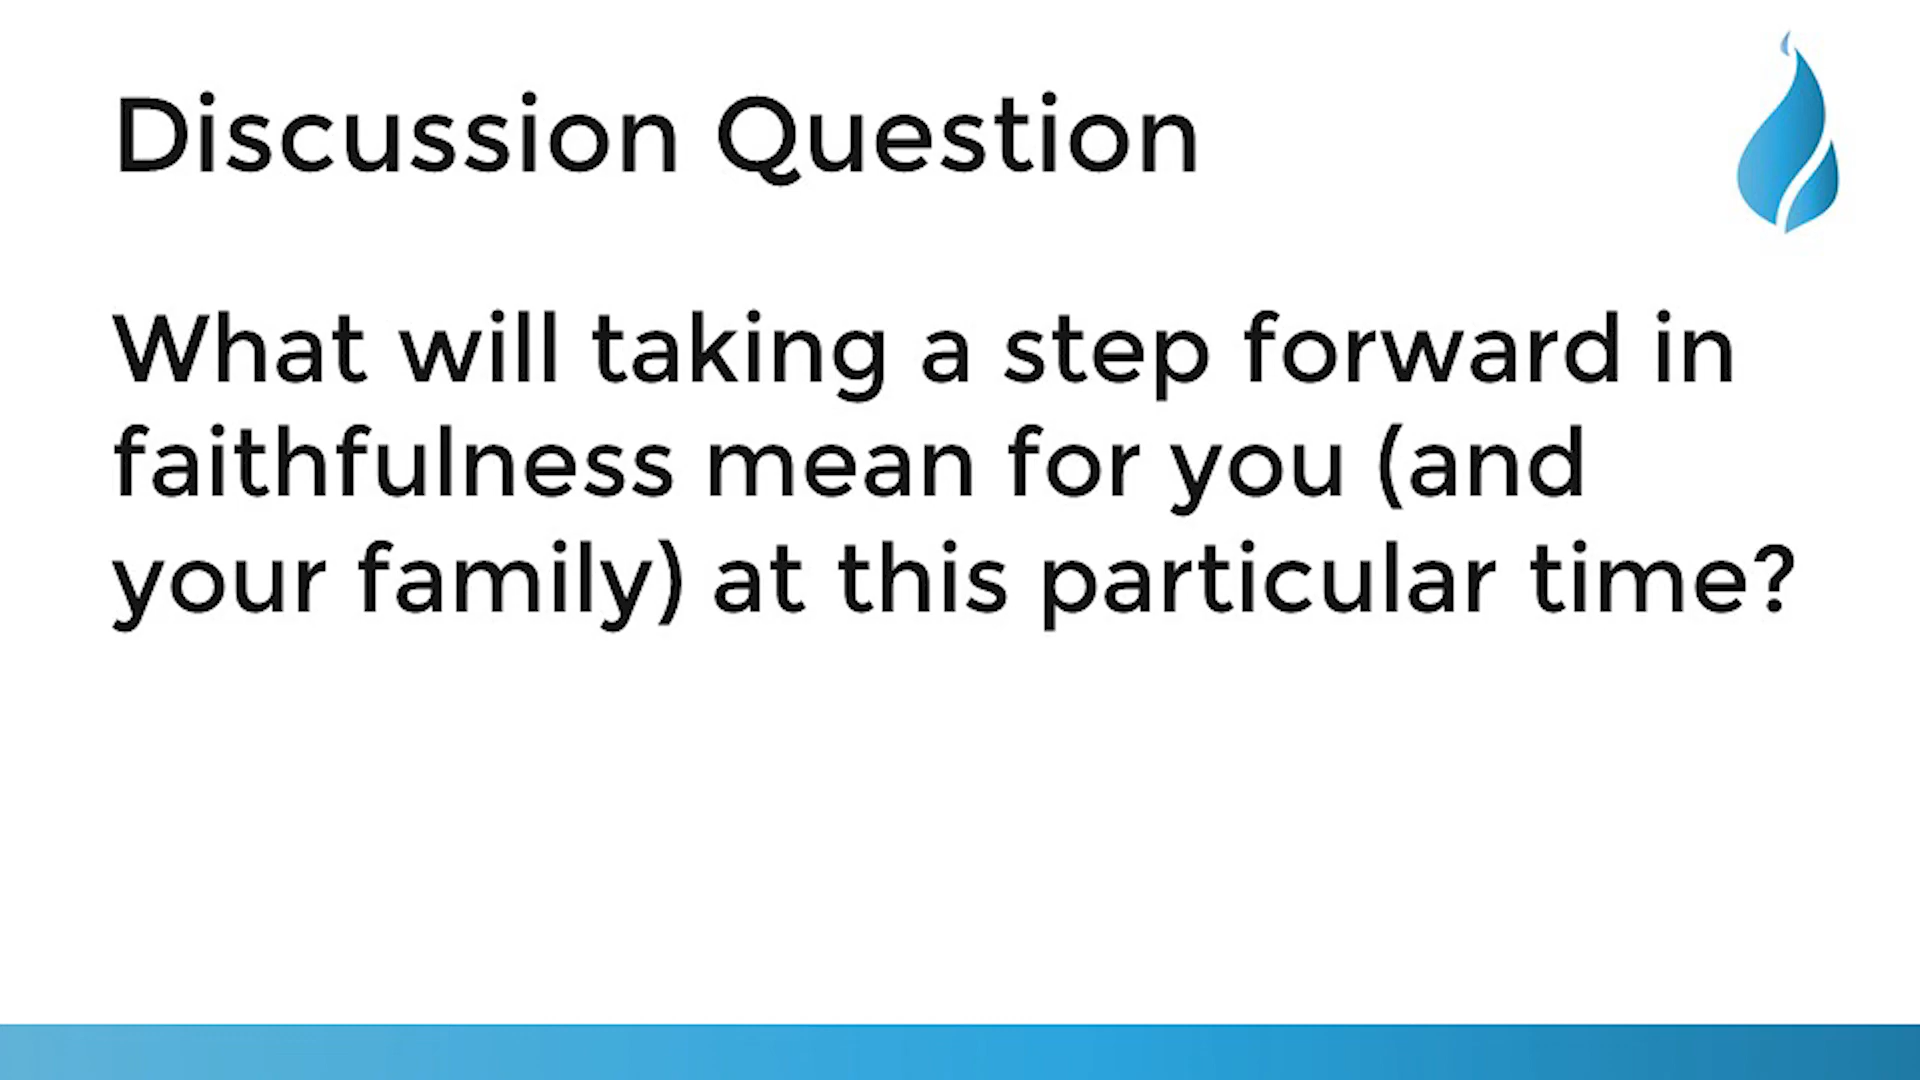 Discussion Question
What will taking a step forward in
faithfulness mean for you (and
your family) at this particular time?